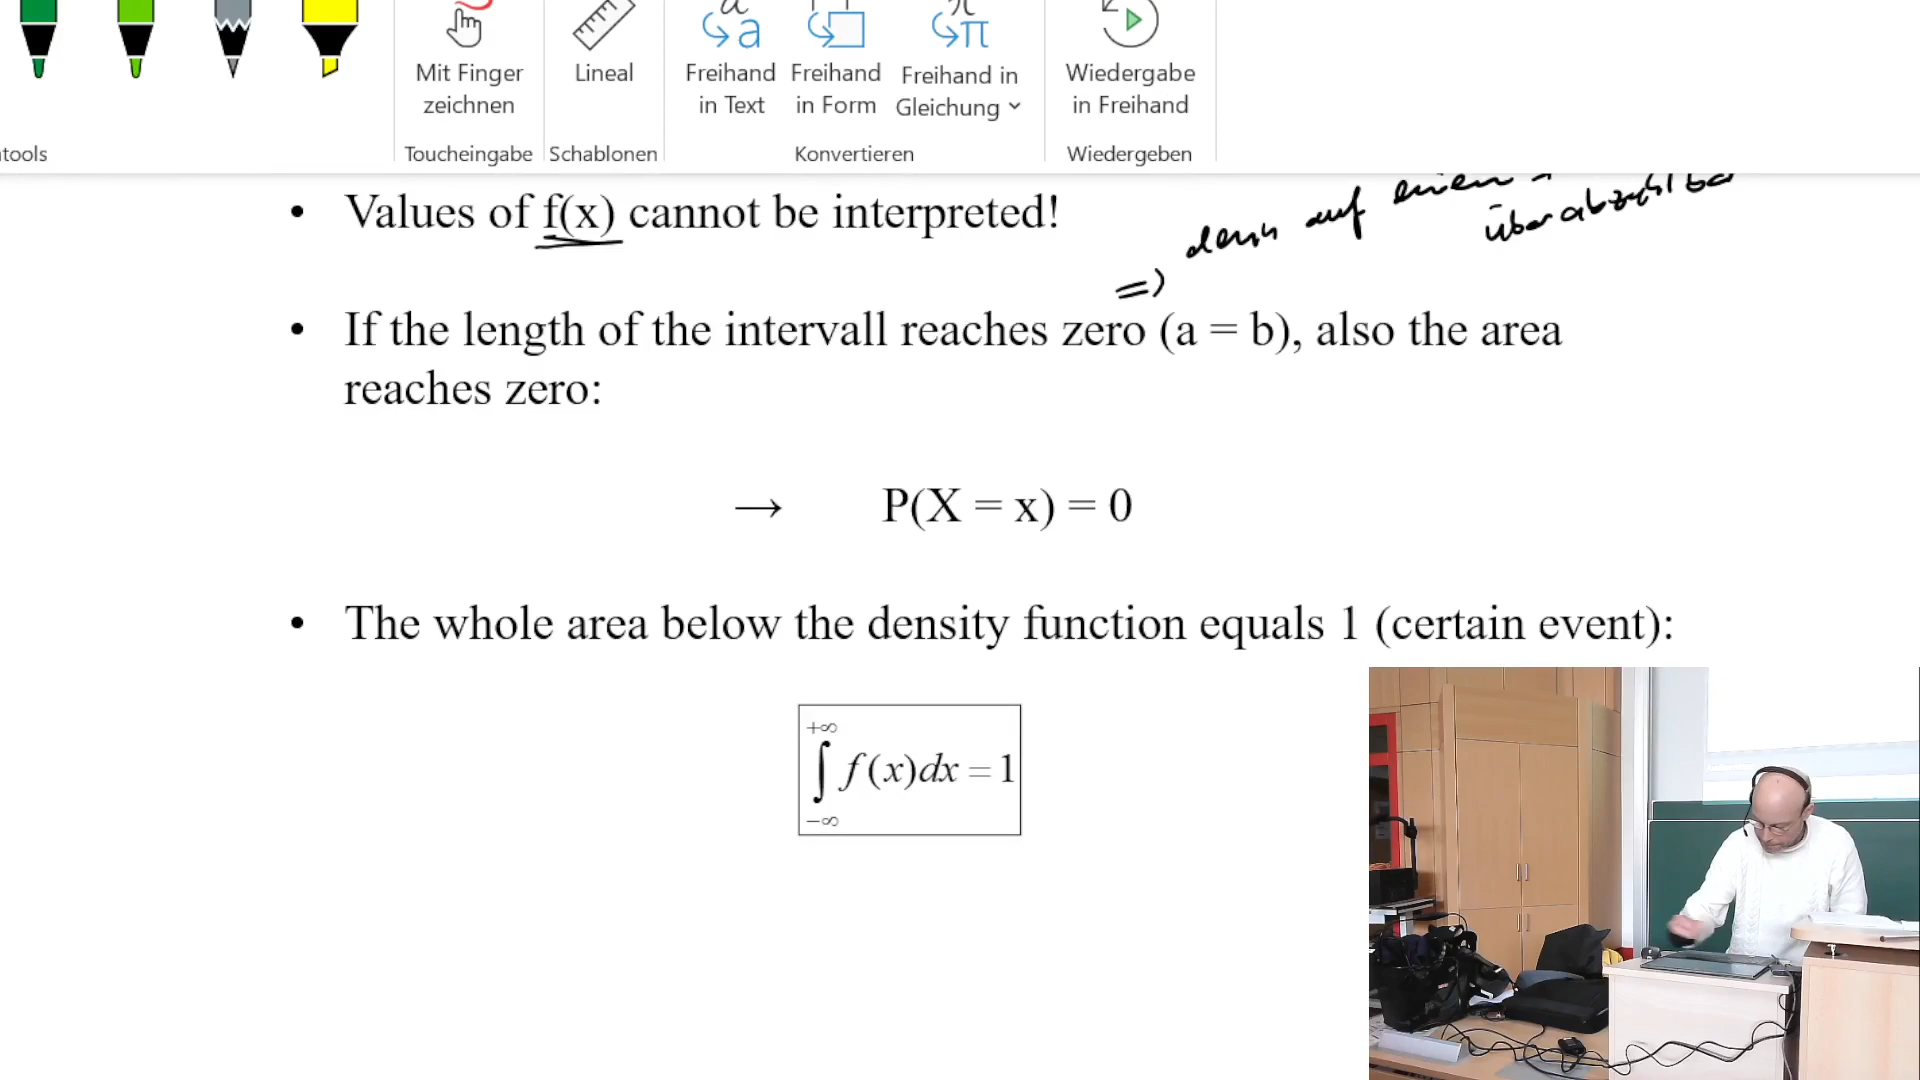 Mit Finger zeichnen
Lineal
Freihand in Text
Freihand in Form
Freihand in Gleichung
Wiedergabe in Freihand
tools
Toucheingabe
Schablonen
Konvertieren
Wiedergeben
• Values of f(x) cannot be interpreted!
denn auf einem
überabzählbar
=>
• If the length of the intervall reaches zero (a = b), also the area
reaches zero:
→ P(X = x) = 0
• The whole area below the density function equals 1 (certain event):
+∞
∫ f(x)dx = 1
−∞